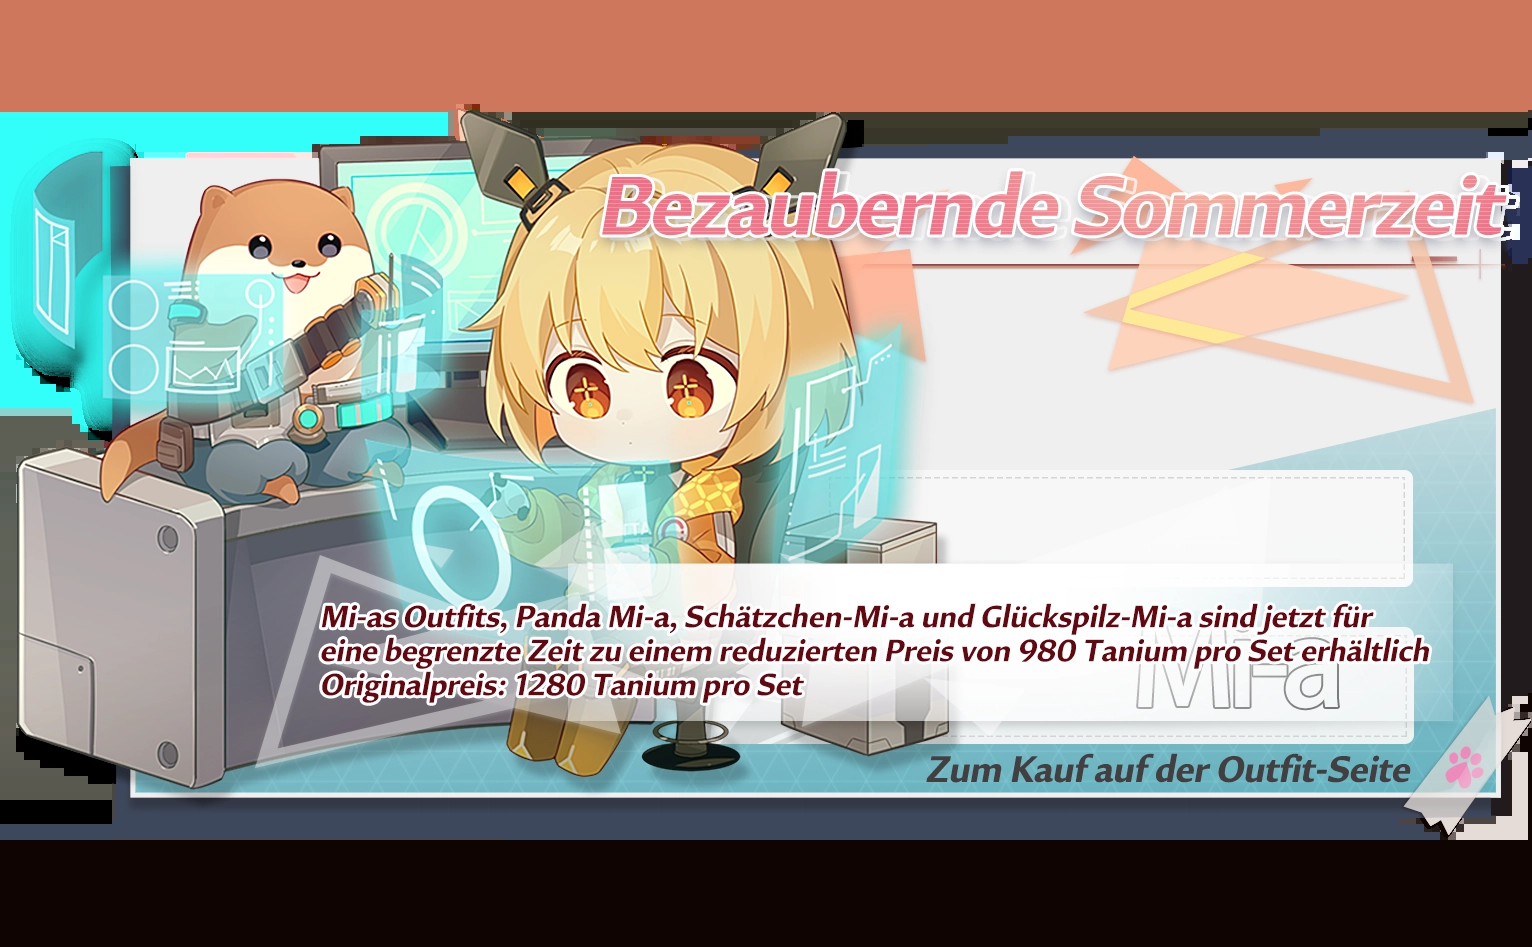 Bezaubernde Sommerzeit
Mi-as Outfits, Panda Mi-a, Schätzchen-Mi-a und Glückspilz-Mi-a sind jetzt für
eine begrenzte Zeit zu einem reduzierten Preis von 980 Tanium pro Set erhältlich
Originalpreis: 1280 Tanium pro Set
Mi-a
Zum Kauf auf der Outfit-Seite